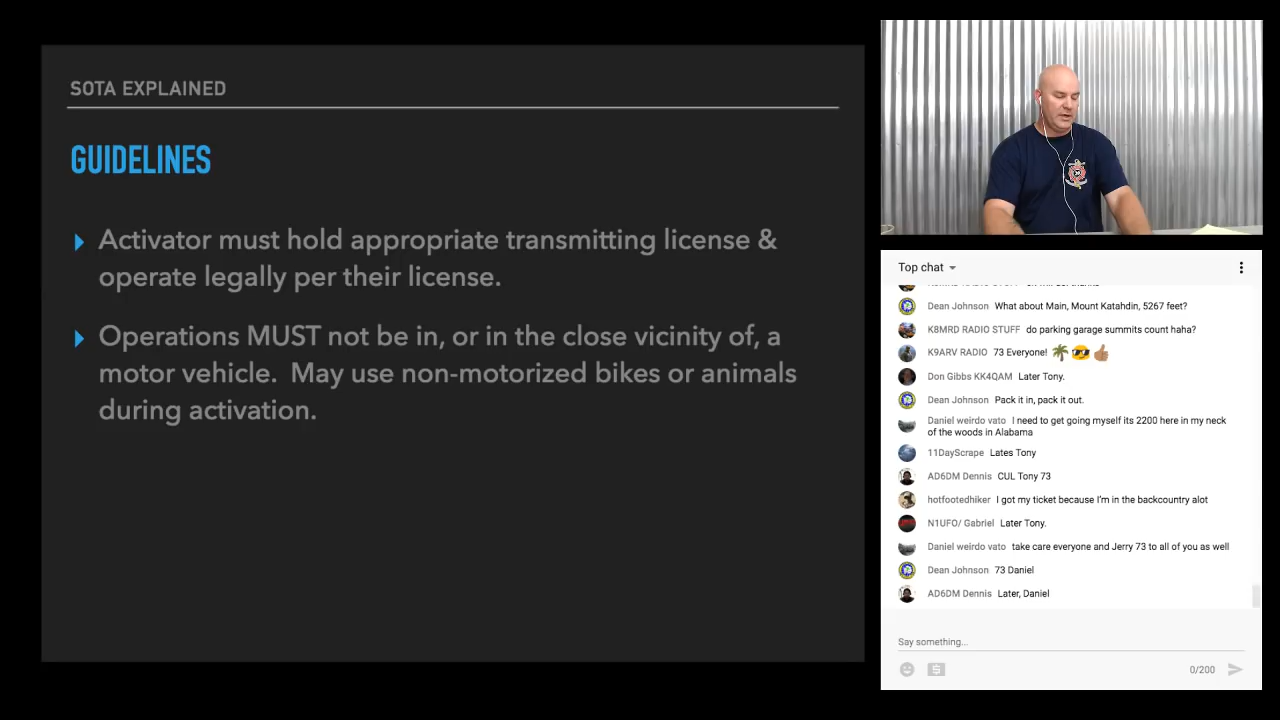 SOTA EXPLAINED
GUIDELINES
Activator must hold appropriate transmitting license &
operate legally per their license.
Operations MUST not be in, or in the close vicinity of, a
motor vehicle. May use non-motorized bikes or animals
during activation.
Top chat
Dean Johnson What about Main, Mount Katahdin, 5267 feet?
K8MRD RADIO STUFF do parking garage summits count haha?
K9ARV RADIO 73 Everyone! 🌴😎👍🏽
Don Gibbs KK4QAM Later Tony.
Dean Johnson Pack it in, pack it out.
Daniel weirdo vato I need to get going myself its 2200 here in my neck
of the woods in Alabama
11DayScrape Lates Tony
AD6DM Dennis CUL Tony 73
hotfootedhiker I got my ticket because I'm in the backcountry alot
N1UFO/ Gabriel Later Tony.
Daniel weirdo vato take care everyone and Jerry 73 to all of you as well
Dean Johnson 73 Daniel
AD6DM Dennis Later, Daniel
Say something...
0/200